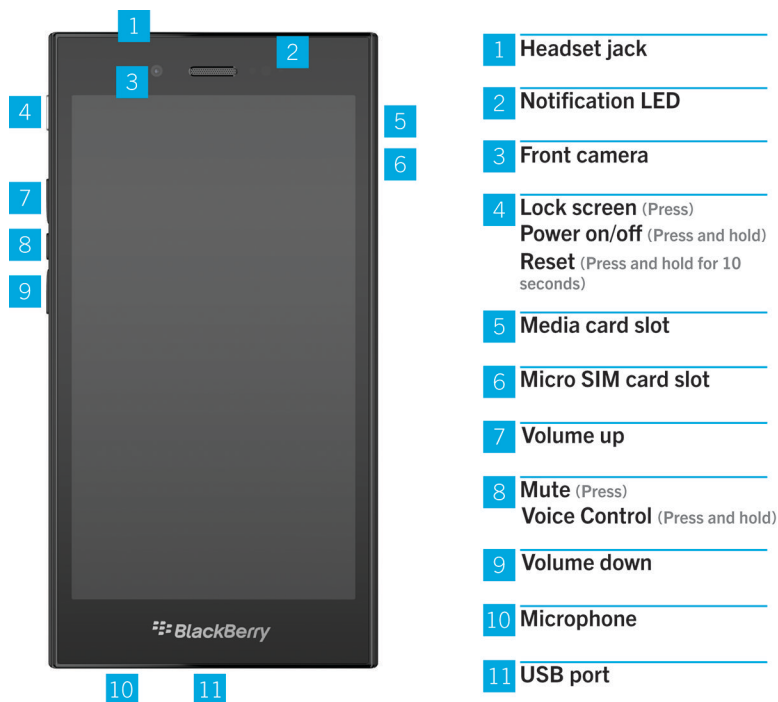 1
2
3
4
5
6
7
8
9
BlackBerry
10
11
1 Headset jack
2 Notification LED
3 Front camera
4 Lock screen (Press)
Power on/off (Press and hold)
Reset (Press and hold for 10
seconds)
5 Media card slot
6 Micro SIM card slot
7 Volume up
8 Mute (Press)
Voice Control (Press and hold)
9 Volume down
10 Microphone
11 USB port